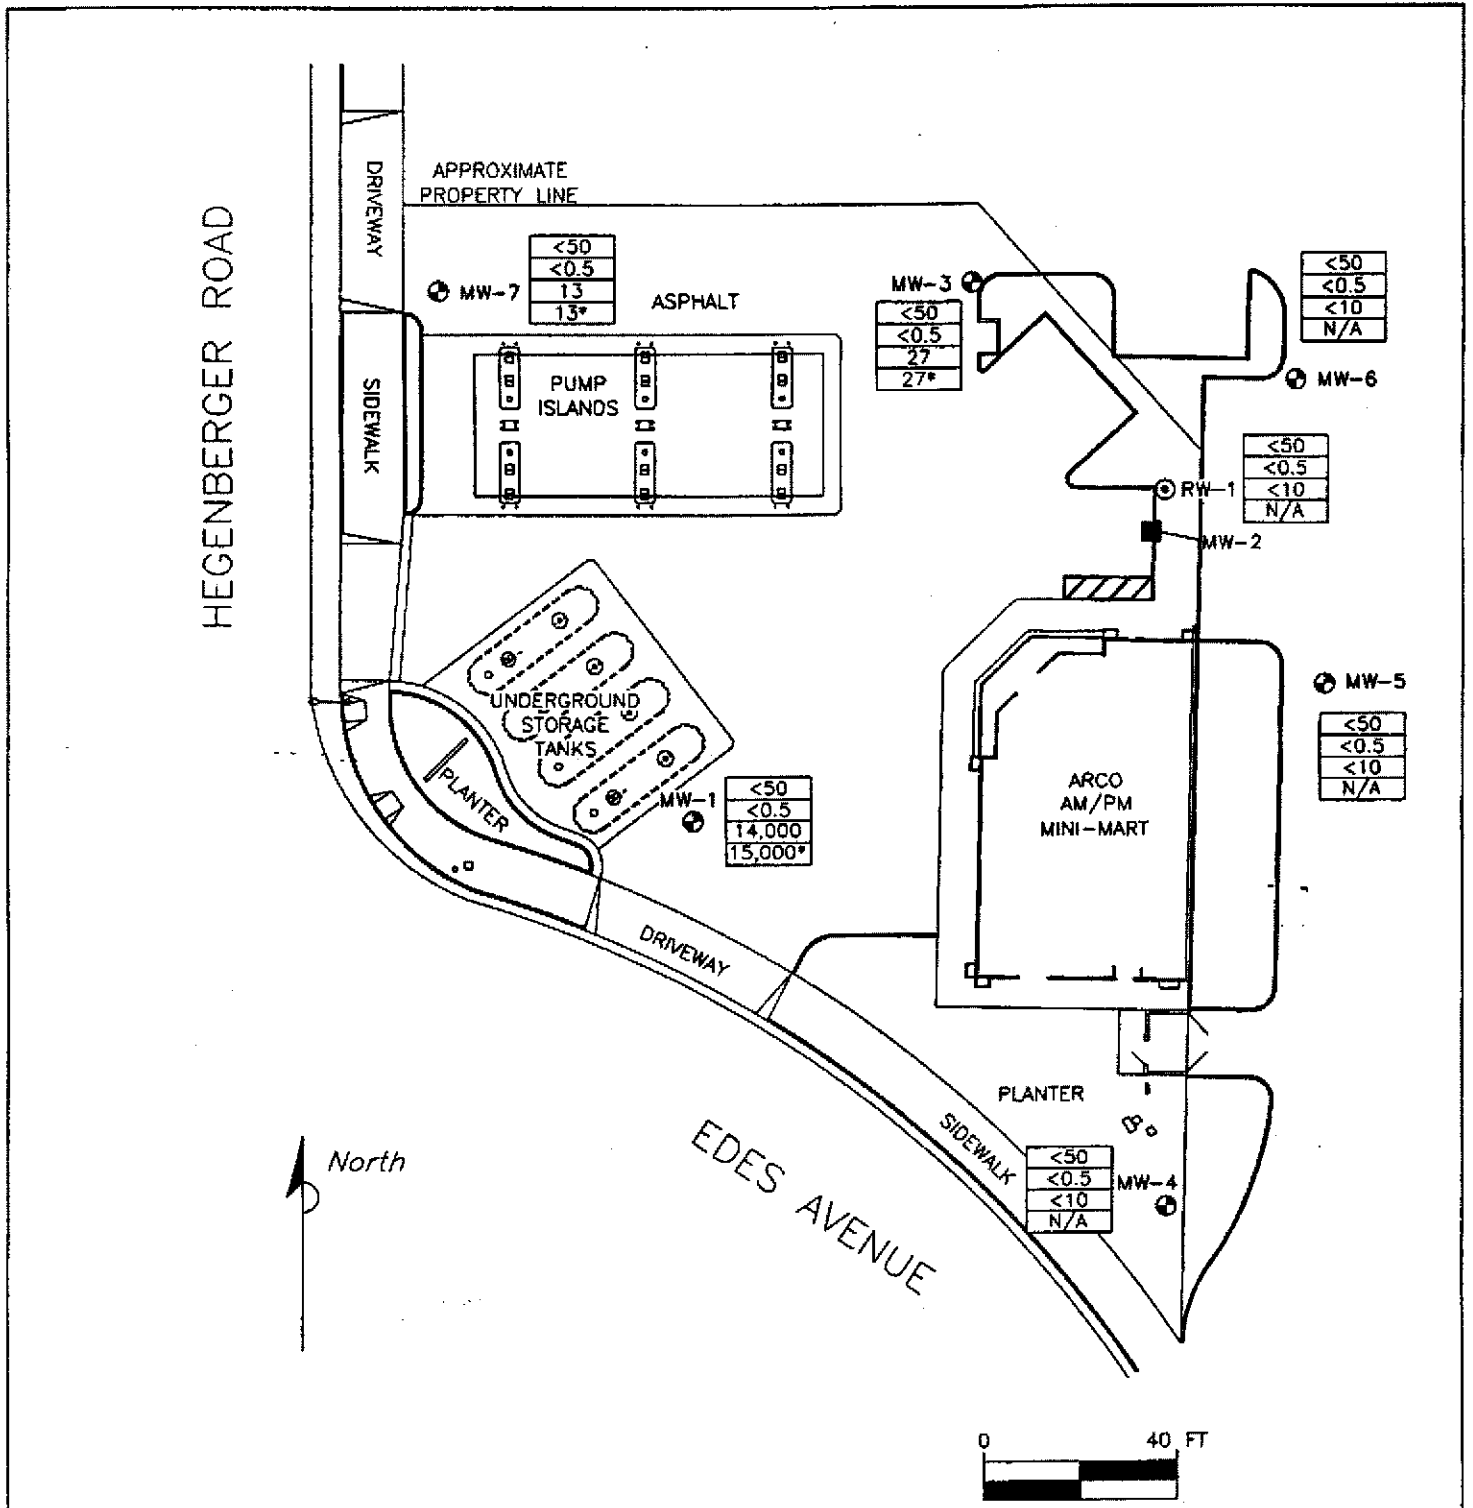 HEGENBERGER ROAD
DRIVEWAY
APPROXIMATE
PROPERTY LINE
MW-7
<50
<0.5
13
13*
ASPHALT
MW-3
<50
<0.5
27
27*
<50
<0.5
<10
N/A
MW-6
SIDEWALK
PUMP
ISLANDS
<50
<0.5
<10
N/A
RW-1
MW-2
UNDERGROUND
STORAGE
TANKS
PLANTER
MW-1
<50
<0.5
14,000
15,000*
MW-5
<50
<0.5
<10
N/A
ARCO
AM/PM
MINI-MART
DRIVEWAY
PLANTER
SIDEWALK
EDES AVENUE
<50
<0.5
<10
N/A
MW-4
North
0 40 FT